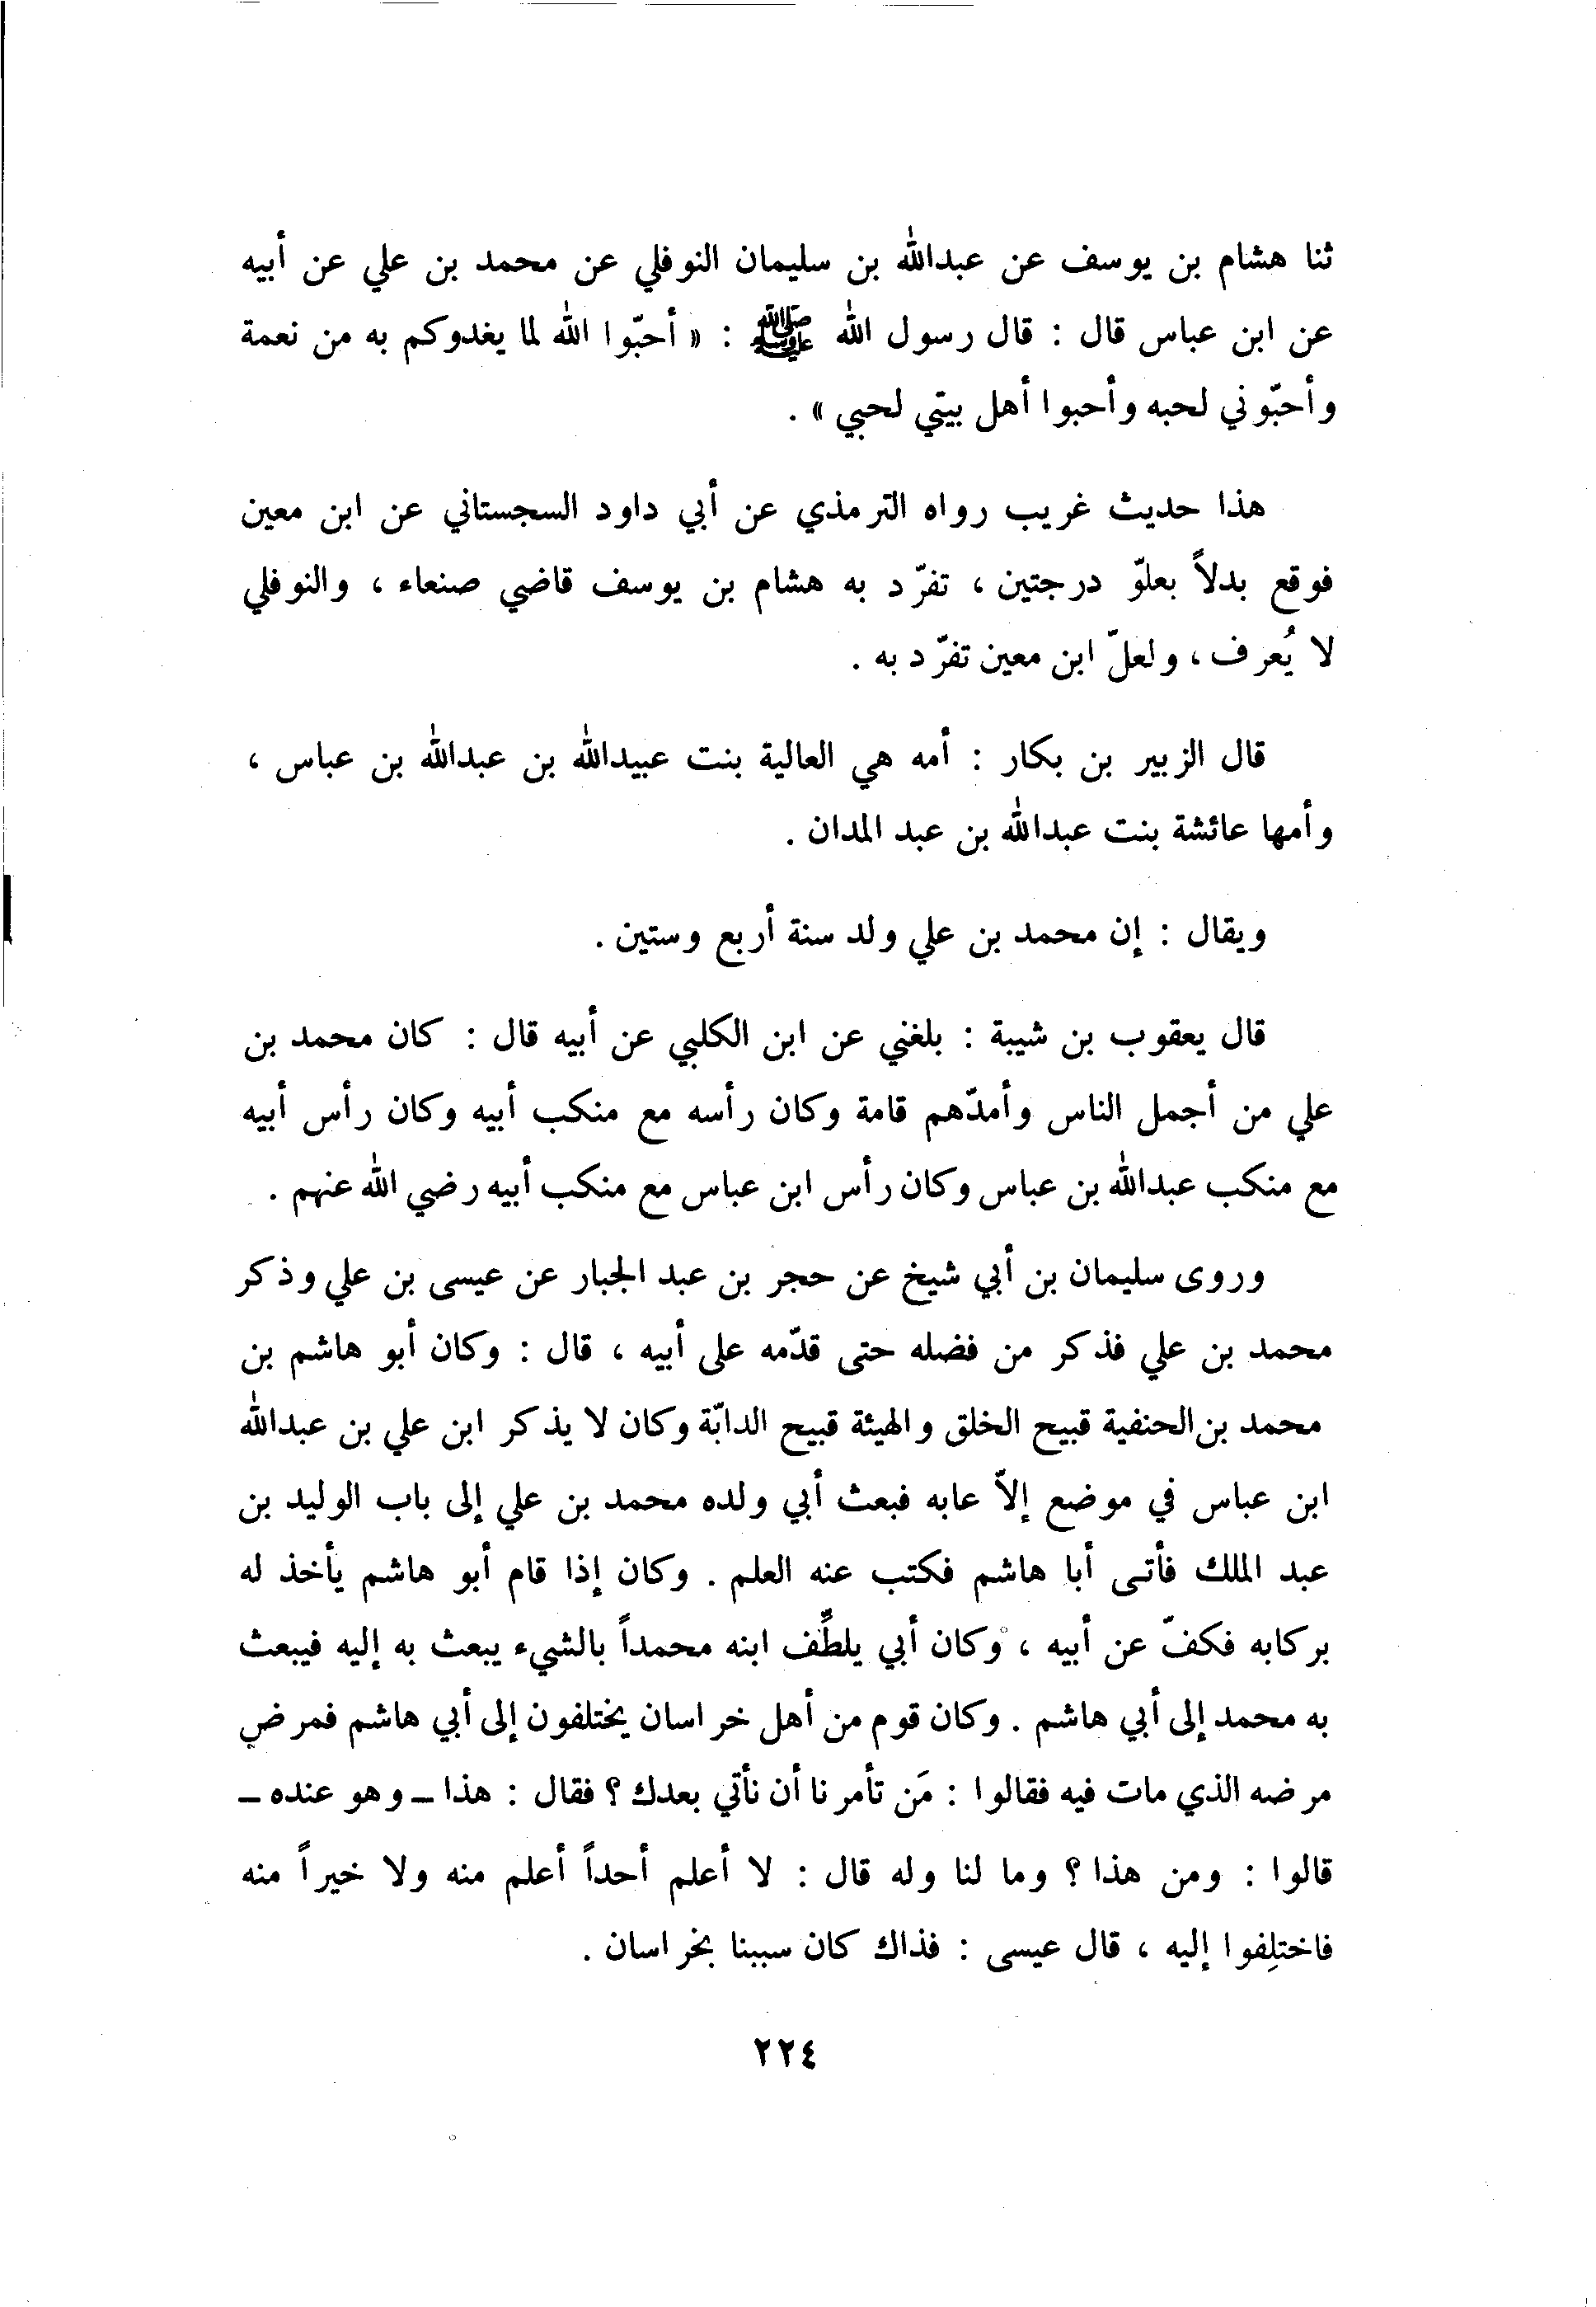 ثنا هشام بن يوسف عن عبدالله بن سليمان النوفلي عن محمد بن علي عن أبيه
عن ابن عباس قال : قال رسول الله ﷺ : « أحبّوا الله لما يغدوكم به من نعمة
وأحبّوني لحبه وأحبوا أهل بيتي لحبي » .
هذا حديث غريب رواه الترمذي عن أبي داود السجستاني عن ابن معين
فوقع بدلاً بعلوّ درجتين ، تفرّد به هشام بن يوسف قاضي صنعاء ، والنوفلي
لا يُعرف ، ولعلّ ابن معين تفرّد به .
قال الزبير بن بكار : أمه هي العالية بنت عبيدالله بن عبدالله بن عباس ،
وأمها عائشة بنت عبدالله بن عبد المدان .
ويقال : إن محمد بن علي ولد سنة أربع وستين .
قال يعقوب بن شيبة : بلغني عن ابن الكلبي عن أبيه قال : كان محمد بن
علي من أجمل الناس وأمدّهم قامة وكان رأسه مع منكب أبيه وكان رأس أبيه
مع منكب عبدالله بن عباس وكان رأس ابن عباس مع منكب أبيه رضي الله عنهم .
وروى سليمان بن أبي شيخ عن حجر بن عبد الجبار عن عيسى بن علي وذكر
محمد بن علي فذكر من فضله حتى قدّمه على أبيه ، قال : وكان أبو هاشم بن
محمد بن الحنفية قبيح الخلق والهيئة قبيح الدابّة وكان لا يذكر ابن علي بن عبدالله
ابن عباس في موضع إلاّ عابه فبعث أبي ولده محمد بن علي إلى باب الوليد بن
عبد الملك فأتى أبا هاشم فكتب عنه العلم . وكان إذا قام أبو هاشم يأخذ له
بركابه فكفّ عن أبيه ، وكان أبي يلطِّف ابنه محمداً بالشيء يبعث به إليه فيبعث
به محمد إلى أبي هاشم . وكان قوم من أهل خراسان يختلفون إلى أبي هاشم فمرض
مرضه الذي مات فيه فقالوا : مَن تأمرنا أن نأتي بعدك ؟ فقال : هذا - وهو عنده -
قالوا : ومن هذا ؟ وما لنا وله قال : لا أعلم أحداً أعلم منه ولا خيراً منه
فاختلِفوا إليه ، قال عيسى : فذاك كان سببنا بخراسان .
٢٢٤